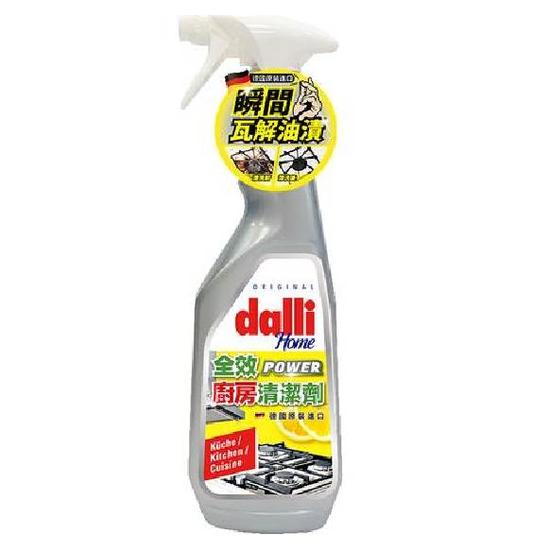 德國原裝進口
瞬間
瓦解油漬
ORIGINAL
dalli
Home
全效 POWER
廚房清潔劑
德國原裝進口
Küche/
Kitchen/
Cuisine